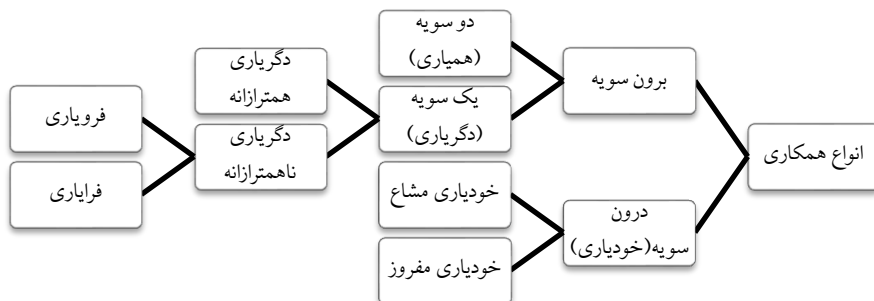 انواع همکاری
برون سویه
درون
سویه(خودیاری)
دو سویه
(همیاری)
یک سویه
(دگریاری)
خودیاری مشاع
خودیاری مفروز
دگریاری
همترازانه
دگریاری
ناهمترازانه
فرویاری
فرایاری